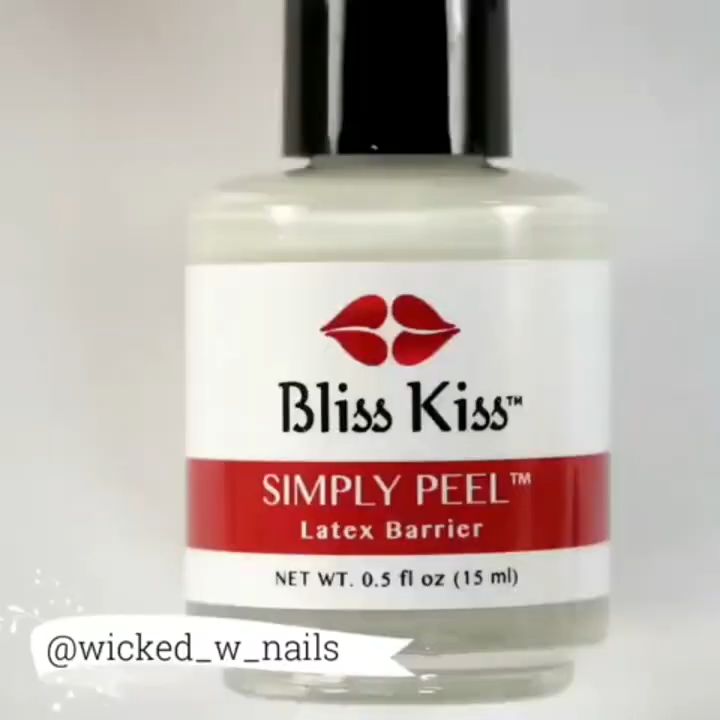 Bliss Kiss™
SIMPLY PEEL™
Latex Barrier
NET WT. 0.5 fl oz (15 ml)
@wicked_w_nails